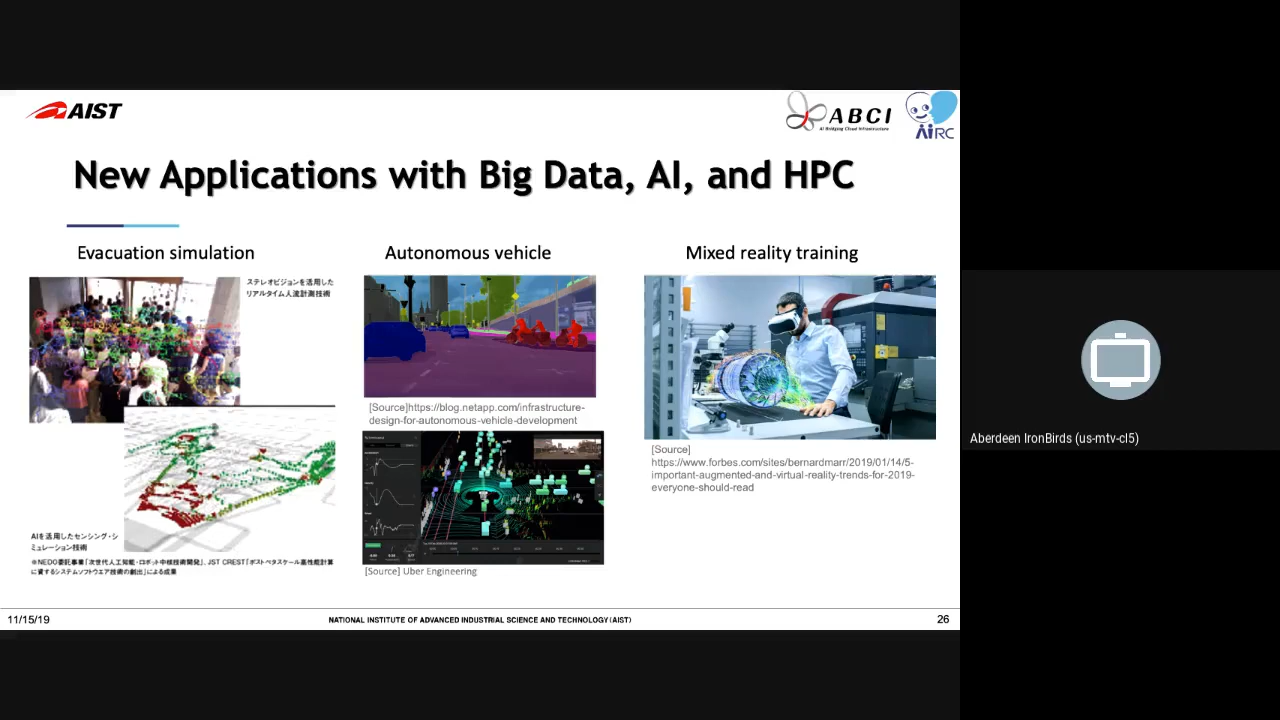 AIST
ABCI
AI Bridging Cloud Infrastructure
AIRC
New Applications with Big Data, AI, and HPC
Evacuation simulation
ステレオビジョンを活用した
リアルタイム人流計測技術
AIを活用したセンシング・シ
ミュレーション技術
※NEDO委託事業「次世代人工知能・ロボット中核技術開発」、JST CREST「ポストペタスケール高性能計算
に資するシステムソフトウエア技術の創出」による成果
Autonomous vehicle
[Source]https://blog.netapp.com/infrastructure-
design-for-autonomous-vehicle-development
[Source] Uber Engineering
Mixed reality training
[Source]
https://www.forbes.com/sites/bernardmarr/2019/01/14/5-
important-augmented-and-virtual-reality-trends-for-2019-
everyone-should-read
11/15/19
NATIONAL INSTITUTE OF ADVANCED INDUSTRIAL SCIENCE AND TECHNOLOGY (AIST)
26
Aberdeen IronBirds (us-mtv-cl5)